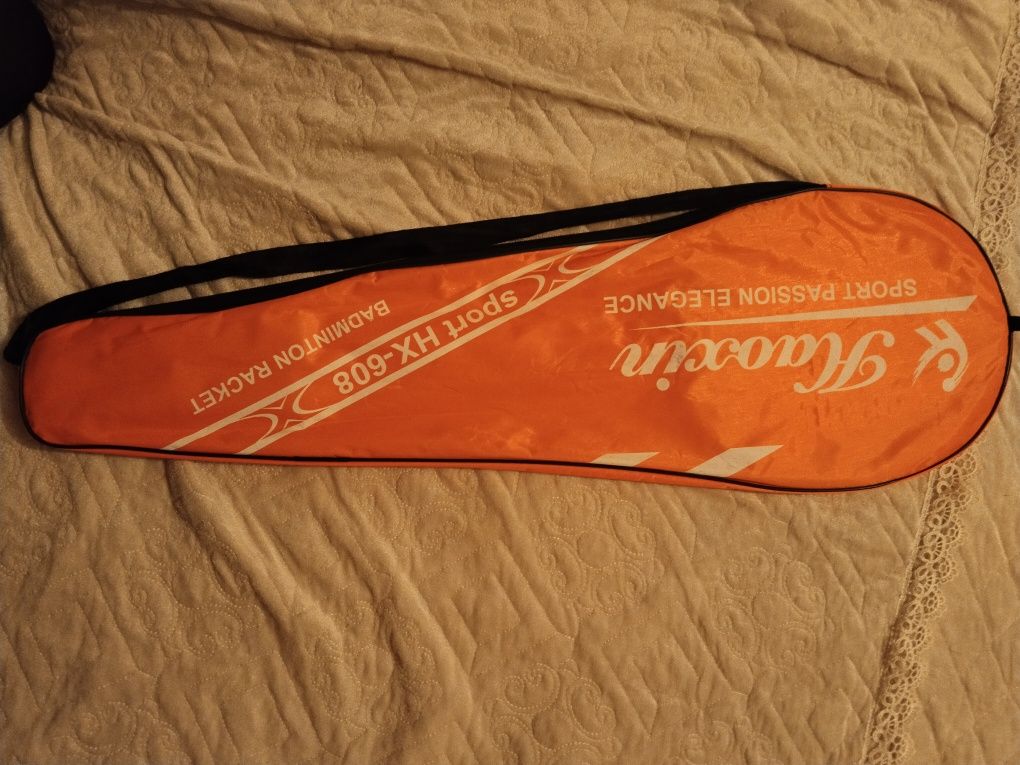 Haoxin
SPORT PASSION ELEGANCE
sport HX-608
BADMINTON RACKET